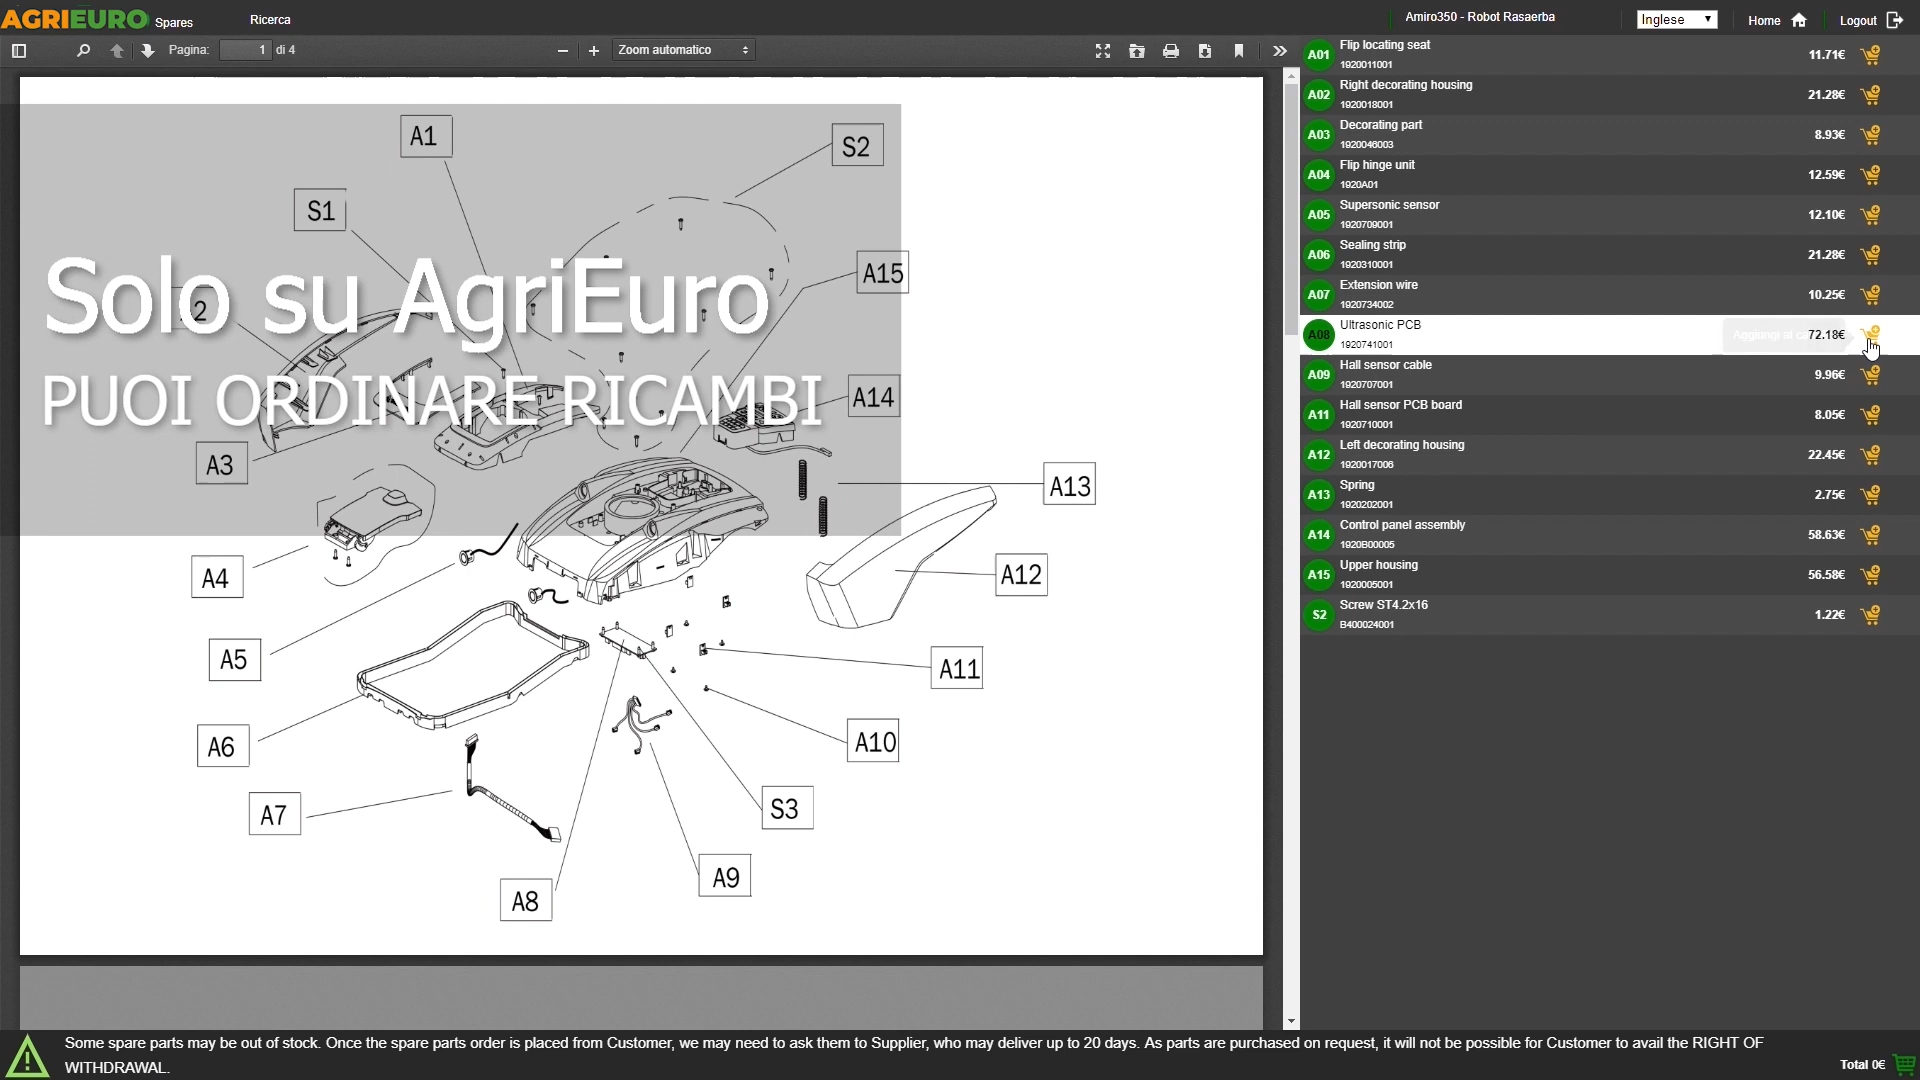 AGRIEURO Spares
Ricerca
Amiro350 - Robot Rasaerba
Inglese
Home
Logout
Pagina: 1 di 4
Zoom automatico
A1
S2
S1
A15
Solo su AgriEuro
2
PUOI ORDINARE RICAMBI
A14
A3
A13
A4
A12
A5
A11
A6
A10
A7
S3
A9
A8
A01 Flip locating seat 11.71€
1920011001
A02 Right decorating housing 21.28€
1920018001
A03 Decorating part 8.93€
1920046003
A04 Flip hinge unit 12.59€
1920A01
A05 Supersonic sensor 12.10€
1920709001
A06 Sealing strip 21.28€
1920310001
A07 Extension wire 10.25€
1920734002
A08 Ultrasonic PCB Aggiungi al 72.18€
1920741001
A09 Hall sensor cable 9.96€
1920707001
A11 Hall sensor PCB board 8.05€
1920710001
A12 Left decorating housing 22.45€
1920017006
A13 Spring 2.75€
1920202001
A14 Control panel assembly 58.63€
1920B00005
A15 Upper housing 56.58€
1920005001
S2 Screw ST4.2x16 1.22€
B400024001
Some spare parts may be out of stock. Once the spare parts order is placed from Customer, we may need to ask them to Supplier, who may deliver up to 20 days. As parts are purchased on request, it will not be possible for Customer to avail the RIGHT OF
WITHDRAWAL.
Total 0€